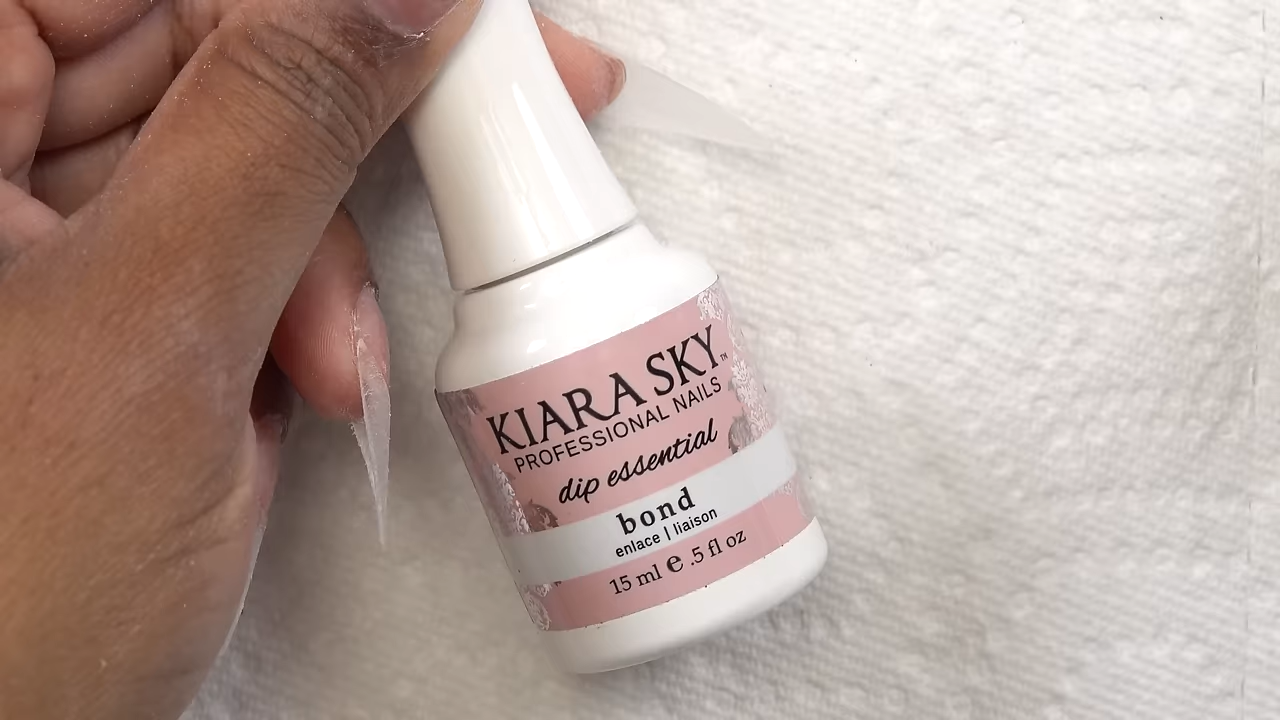 KIARA SKY™
PROFESSIONAL NAILS
dip essential
bond
enlace | liaison
15 ml e .5 fl oz